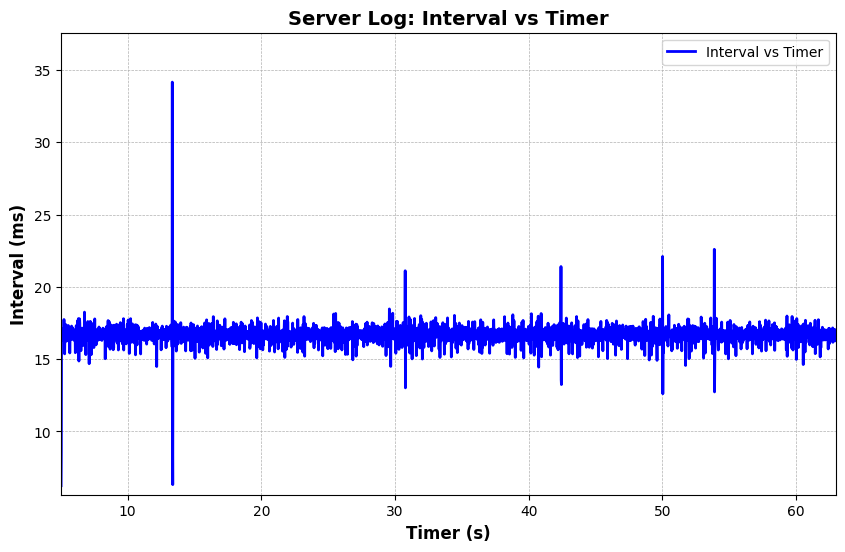 Server Log: Interval vs Timer
Interval vs Timer
35
30
25
20
15
10
Interval (ms)
10 20 30 40 50 60
Timer (s)